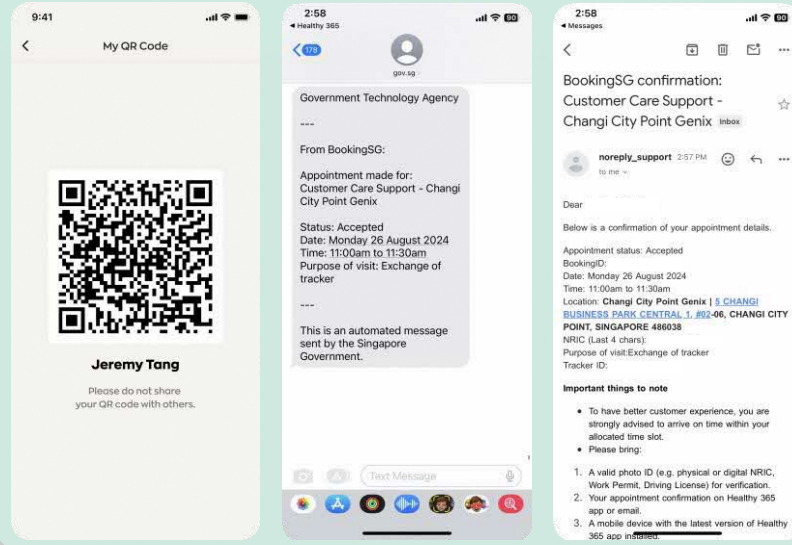 9:41
My QR Code
Jeremy Tang
Please do not share
your QR code with others.
2:58
90
Healthy 365
178
gov.sg
Government Technology Agency
---
From BookingSG:
Appointment made for:
Customer Care Support - Changi
City Point Genix
Status: Accepted
Date: Monday 26 August 2024
Time: 11:00am to 11:30am
Purpose of visit: Exchange of
tracker
---
This is an automated message
sent by the Singapore
Government.
Text Message
2:58
90
Messages
BookingSG confirmation:
Customer Care Support -
Changi City Point Genix Inbox
noreply_support 2:57 PM
to me
Dear
Below is a confirmation of your appointment details.
Appointment status: Accepted
BookingID:
Date: Monday 26 August 2024
Time: 11:00am to 11:30am
Location: Changi City Point Genix | 5 CHANGI
BUSINESS PARK CENTRAL 1, #02-06, CHANGI CITY
POINT, SINGAPORE 486038
NRIC (Last 4 chars):
Purpose of visit:Exchange of tracker
Tracker ID:
Important things to note
• To have better customer experience, you are
strongly advised to arrive on time within your
allocated time slot.
• Please bring:
1. A valid photo ID (e.g. physical or digital NRIC,
Work Permit, Driving License) for verification.
2. Your appointment confirmation on Healthy 365
app or email.
3. A mobile device with the latest version of Healthy
365 app installed.